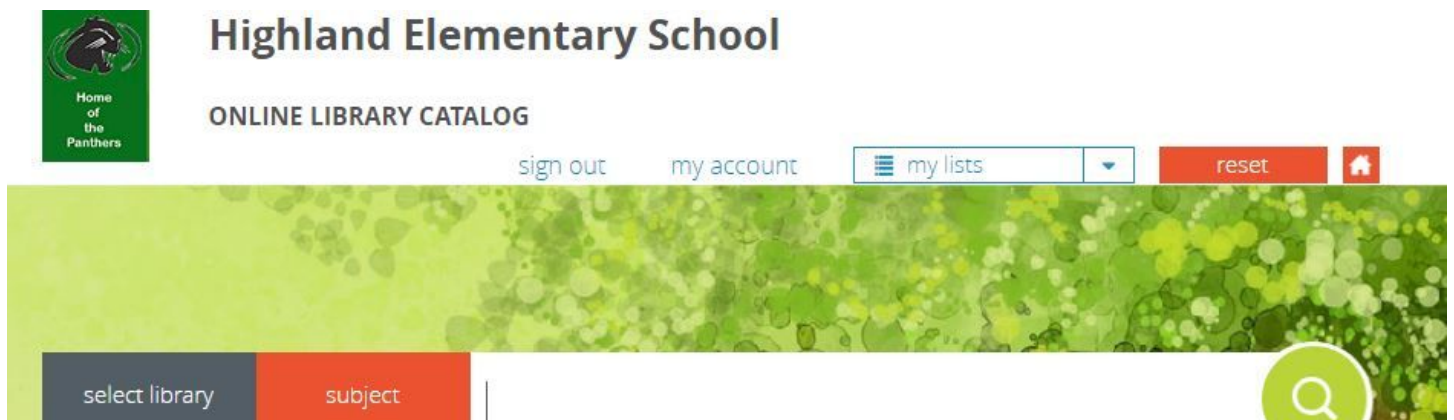 Highland Elementary School
Home
of
the
Panthers
ONLINE LIBRARY CATALOG
sign out my account my lists reset
select library subject